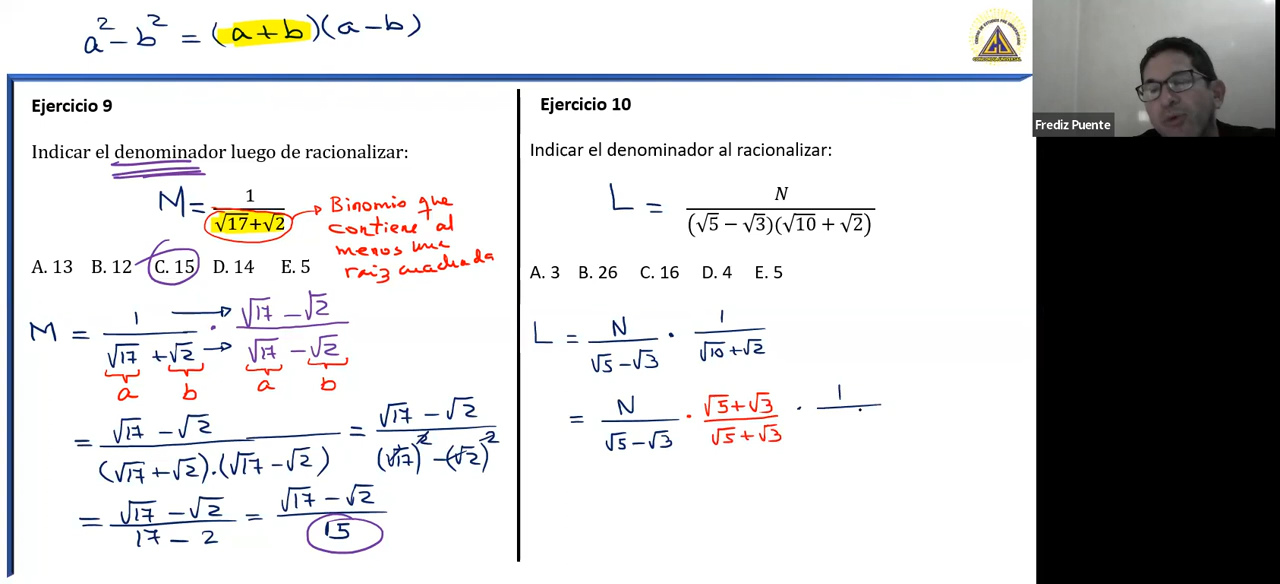 a² − b² = (a + b)(a − b)
Frediz Puente
Ejercicio 9
Indicar el denominador luego de racionalizar:
M = 1 / (√17+√2)
Binomio que
contiene al
menos una
raiz cuadrada
A. 13 B. 12 C. 15 D. 14 E. 5
M = 1 / (√17 + √2) · (√17 − √2) / (√17 − √2)
a b a b
= (√17 − √2) / ((√17 + √2).(√17 − √2)) = (√17 − √2) / ((√17)² − (√2)²)
= (√17 − √2) / (17 − 2) = (√17 − √2) / 15
Ejercicio 10
Indicar el denominador al racionalizar:
L = N / ((√5 − √3)(√10 + √2))
A. 3 B. 26 C. 16 D. 4 E. 5
L = N / (√5 − √3) · 1 / (√10 + √2)
= N / (√5 − √3) · (√5 + √3) / (√5 + √3) · 1